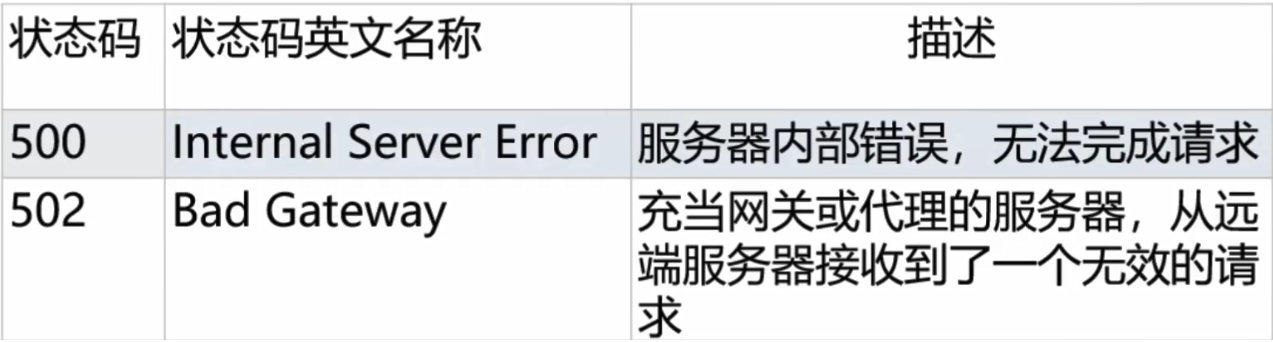 状态码 状态码英文名称 描述
500 Internal Server Error 服务器内部错误，无法完成请求
502 Bad Gateway 充当网关或代理的服务器，从远
端服务器接收到了一个无效的请
求